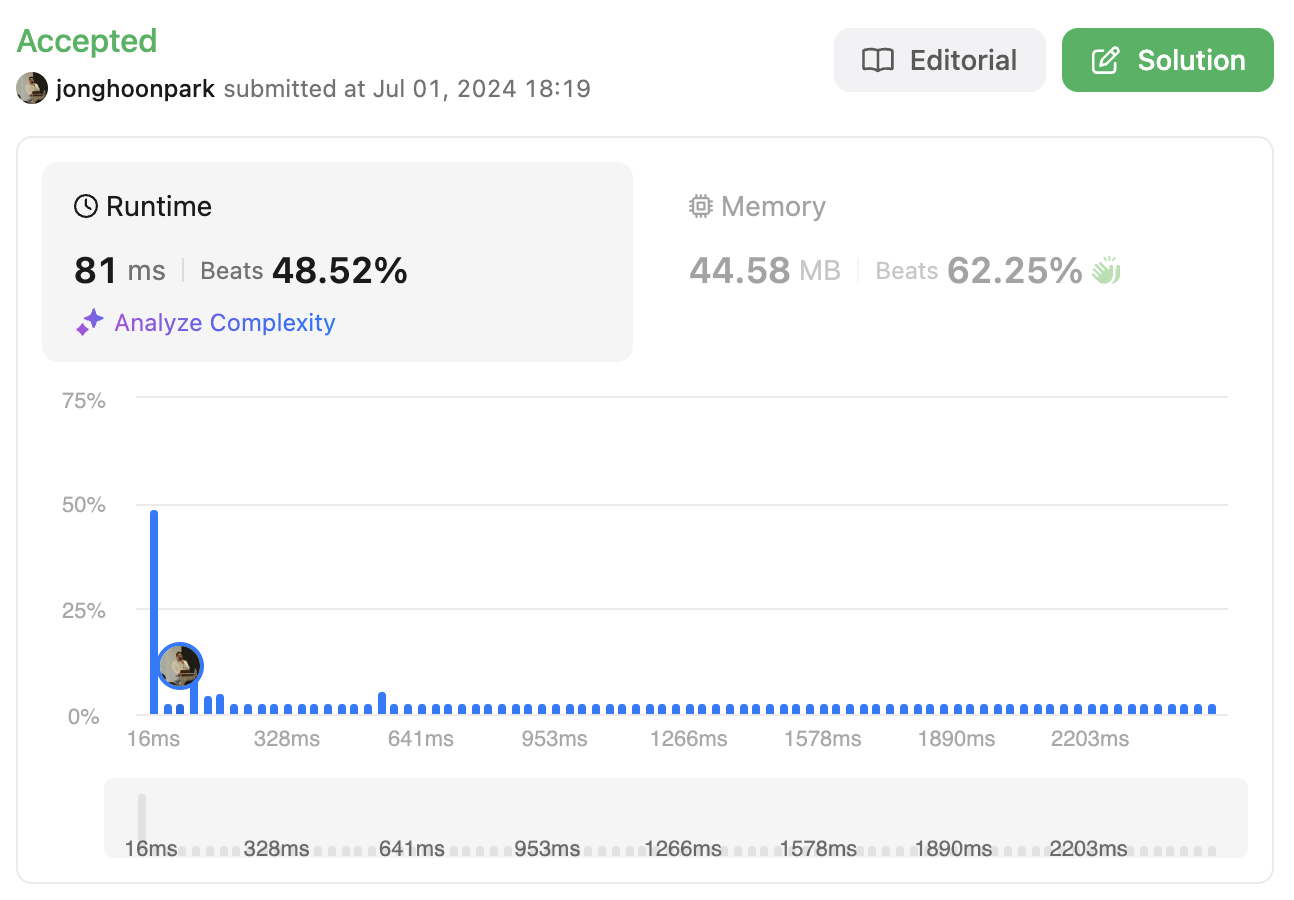 Accepted
jonghoonpark submitted at Jul 01, 2024 18:19
Editorial
Solution
Runtime
81 ms Beats 48.52%
Analyze Complexity
Memory
44.58 MB Beats 62.25%
75%
50%
25%
0%
16ms 328ms 641ms 953ms 1266ms 1578ms 1890ms 2203ms
16ms 328ms 641ms 953ms 1266ms 1578ms 1890ms 2203ms